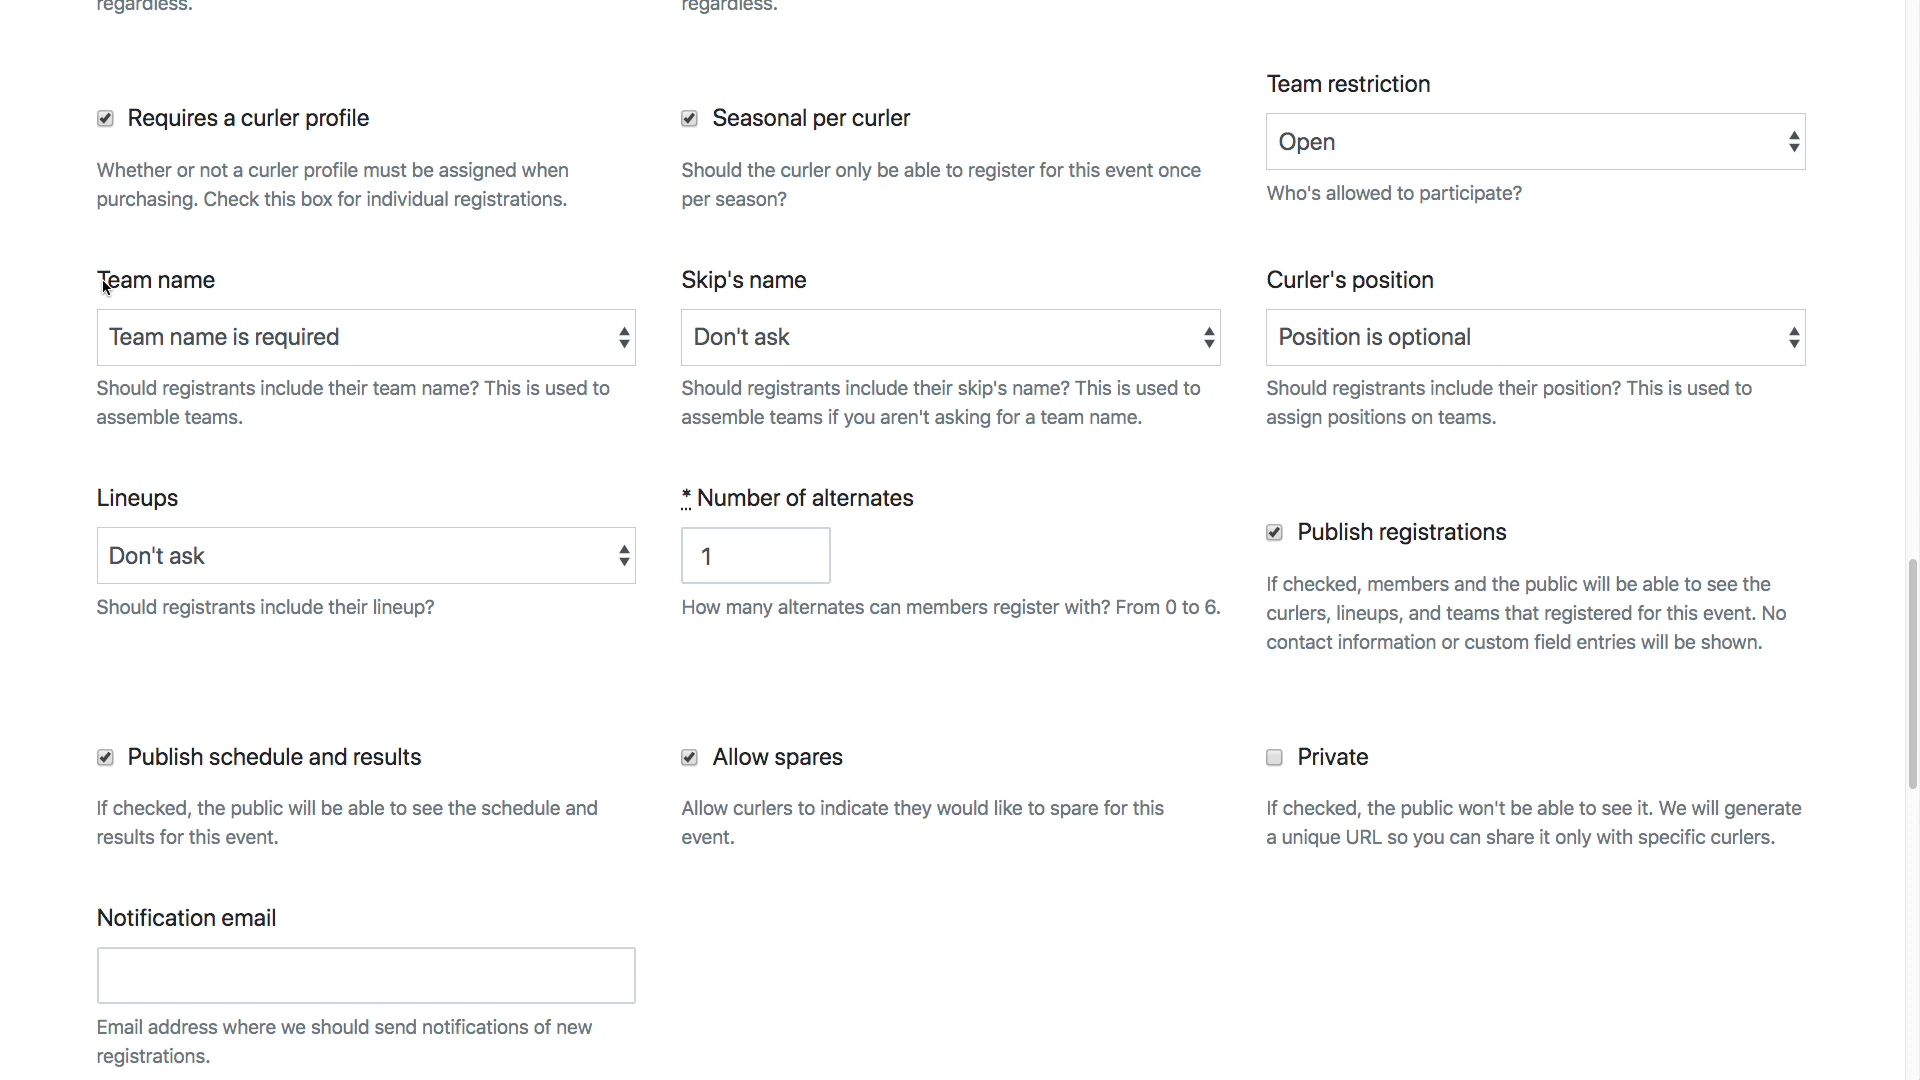 regardless.
regardless.
Requires a curler profile
Whether or not a curler profile must be assigned when
purchasing. Check this box for individual registrations.
Seasonal per curler
Should the curler only be able to register for this event once
per season?
Team restriction
Open
Who's allowed to participate?
Team name
Team name is required
Should registrants include their team name? This is used to
assemble teams.
Skip's name
Don't ask
Should registrants include their skip's name? This is used to
assemble teams if you aren't asking for a team name.
Curler's position
Position is optional
Should registrants include their position? This is used to
assign positions on teams.
Lineups
Don't ask
Should registrants include their lineup?
* Number of alternates
1
How many alternates can members register with? From 0 to 6.
Publish registrations
If checked, members and the public will be able to see the
curlers, lineups, and teams that registered for this event. No
contact information or custom field entries will be shown.
Publish schedule and results
If checked, the public will be able to see the schedule and
results for this event.
Allow spares
Allow curlers to indicate they would like to spare for this
event.
Private
If checked, the public won't be able to see it. We will generate
a unique URL so you can share it only with specific curlers.
Notification email
Email address where we should send notifications of new
registrations.